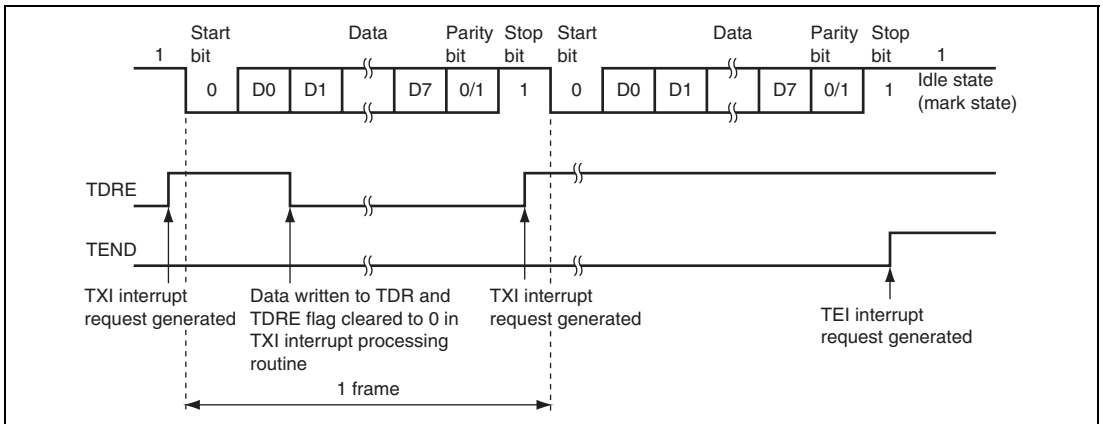 Start Data Parity Stop Start Data Parity Stop
1 bit bit bit bit bit bit 1
0 D0 D1 D7 0/1 1 0 D0 D1 D7 0/1 1 Idle state
(mark state)
TDRE
TEND
TXI interrupt
request generated
Data written to TDR and
TDRE flag cleared to 0 in
TXI interrupt processing
routine
TXI interrupt
request generated
TEI interrupt
request generated
1 frame